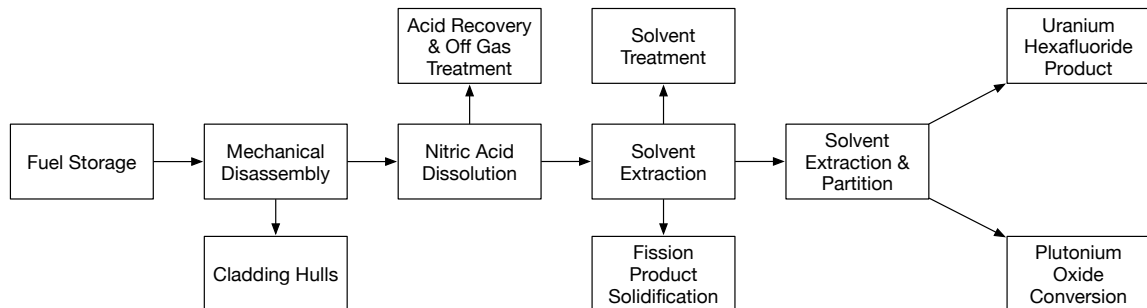 Acid Recovery
& Off Gas
Treatment
Solvent
Treatment
Uranium
Hexafluoride
Product
Fuel Storage
Mechanical
Disassembly
Nitric Acid
Dissolution
Solvent
Extraction
Solvent
Extraction &
Partition
Cladding Hulls
Fission
Product
Solidification
Plutonium
Oxide
Conversion